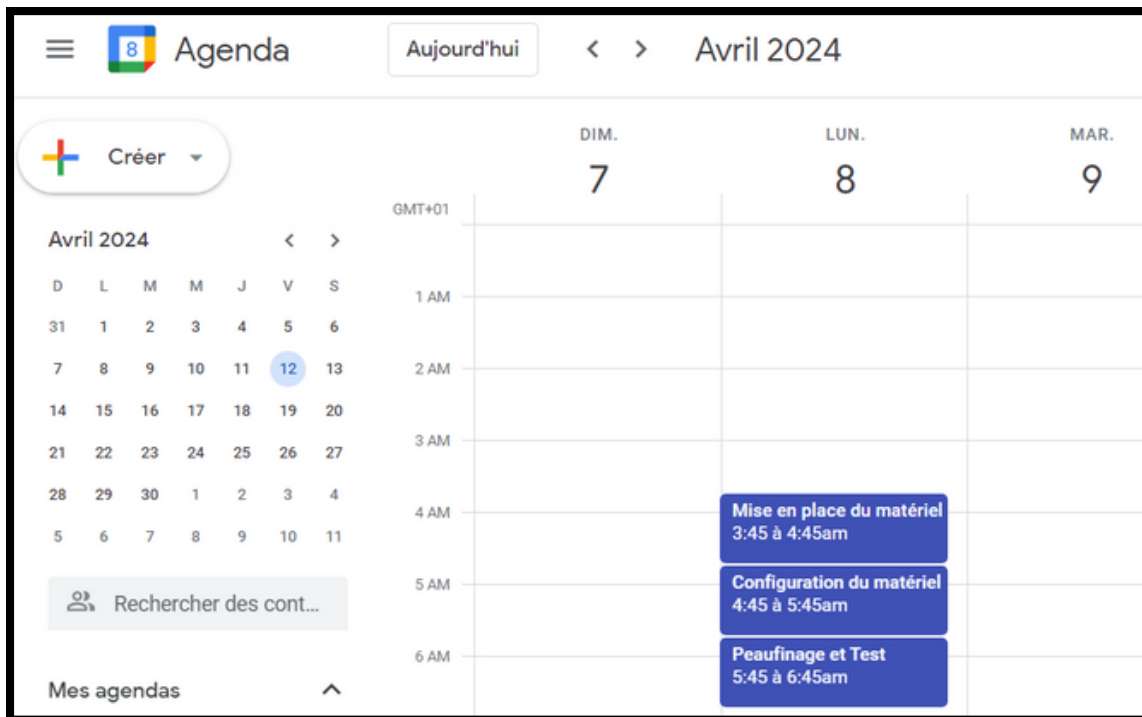 8 Agenda Aujourd'hui < > Avril 2024
Créer
DIM. LUN. MAR.
7 8 9
GMT+01
Avril 2024 < >
D L M M J V S
31 1 2 3 4 5 6
7 8 9 10 11 12 13
14 15 16 17 18 19 20
21 22 23 24 25 26 27
28 29 30 1 2 3 4
5 6 7 8 9 10 11
Rechercher des cont...
Mes agendas
1 AM
2 AM
3 AM
4 AM
5 AM
6 AM
Mise en place du matériel
3:45 à 4:45am
Configuration du matériel
4:45 à 5:45am
Peaufinage et Test
5:45 à 6:45am